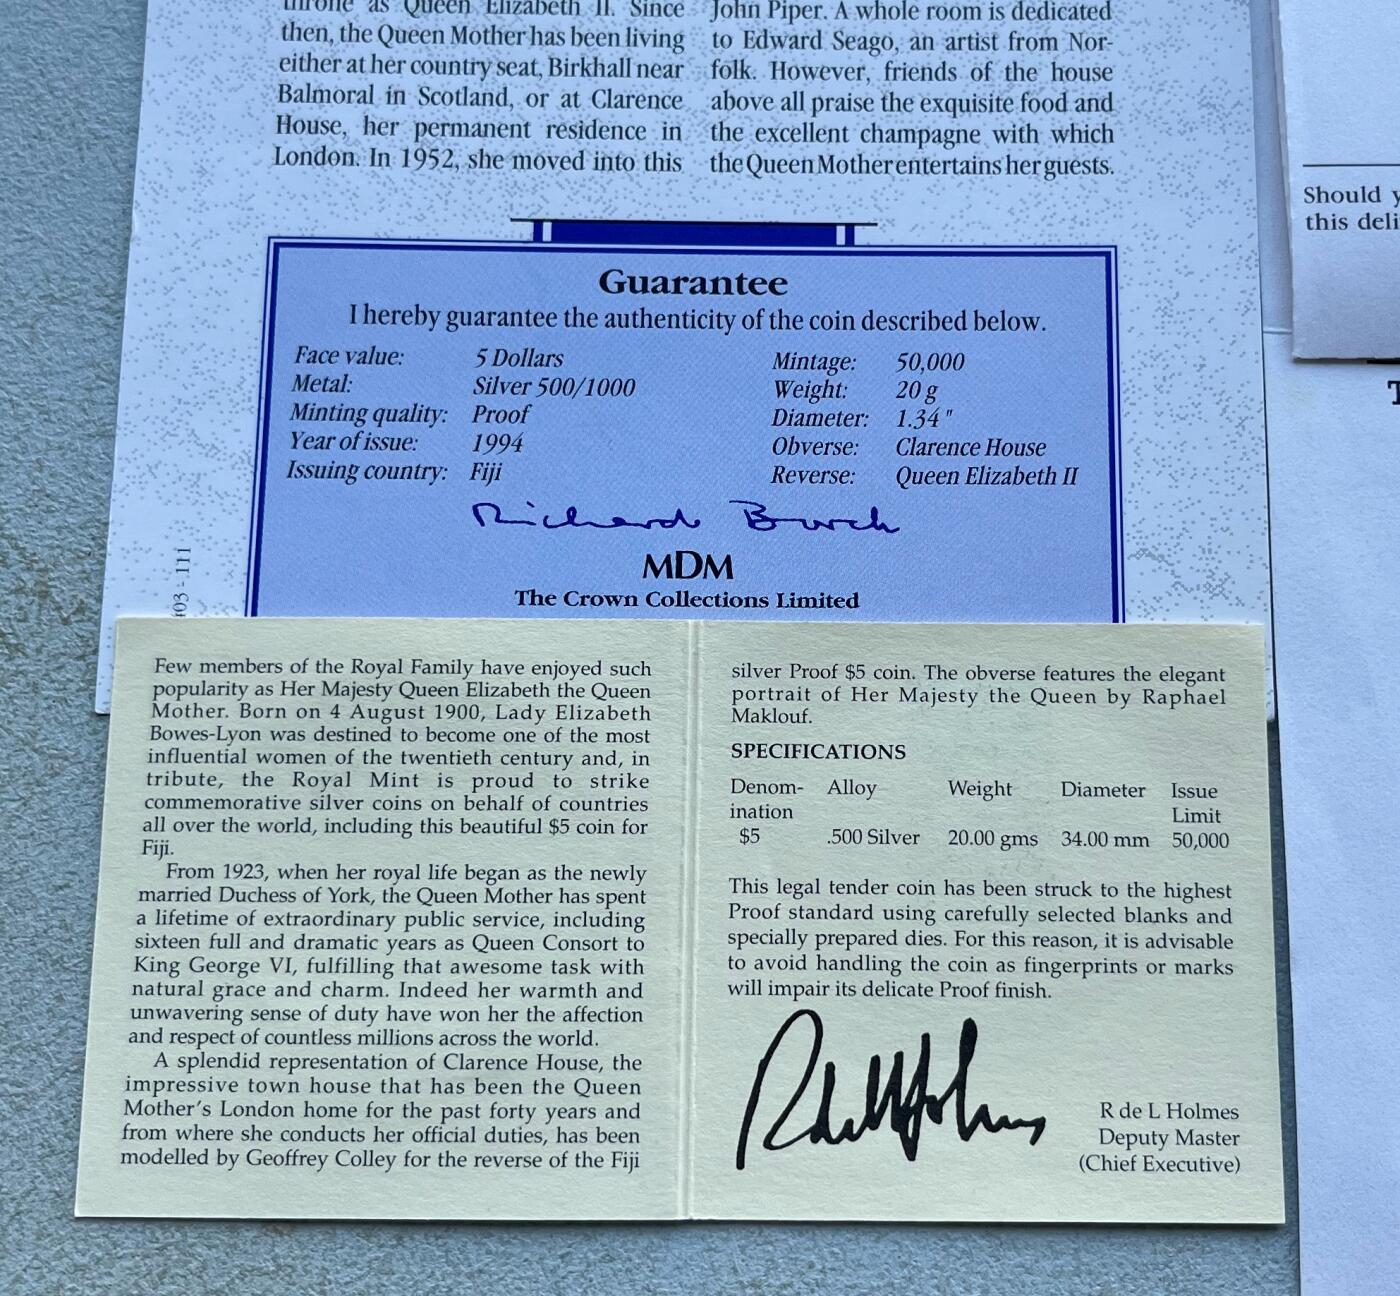 throne as Queen Elizabeth II. Since
then, the Queen Mother has been living
either at her country seat, Birkhall near
Balmoral in Scotland, or at Clarence
House, her permanent residence in
London. In 1952, she moved into this
John Piper. A whole room is dedicated
to Edward Seago, an artist from Nor-
folk. However, friends of the house
above all praise the exquisite food and
the excellent champagne with which
the Queen Mother entertains her guests.
Should
this deli
Guarantee
I hereby guarantee the authenticity of the coin described below.
Face value: 5 Dollars
Metal: Silver 500/1000
Minting quality: Proof
Year of issue: 1994
Issuing country: Fiji
Mintage: 50,000
Weight: 20 g
Diameter: 1.34"
Obverse: Clarence House
Reverse: Queen Elizabeth II
Richard Burch
MDM
The Crown Collections Limited
03 - 111
Few members of the Royal Family have enjoyed such
popularity as Her Majesty Queen Elizabeth the Queen
Mother. Born on 4 August 1900, Lady Elizabeth
Bowes-Lyon was destined to become one of the most
influential women of the twentieth century and, in
tribute, the Royal Mint is proud to strike
commemorative silver coins on behalf of countries
all over the world, including this beautiful $5 coin for
Fiji.
From 1923, when her royal life began as the newly
married Duchess of York, the Queen Mother has spent
a lifetime of extraordinary public service, including
sixteen full and dramatic years as Queen Consort to
King George VI, fulfilling that awesome task with
natural grace and charm. Indeed her warmth and
unwavering sense of duty have won her the affection
and respect of countless millions across the world.
A splendid representation of Clarence House, the
impressive town house that has been the Queen
Mother's London home for the past forty years and
from where she conducts her official duties, has been
modelled by Geoffrey Colley for the reverse of the Fiji
silver Proof $5 coin. The obverse features the elegant
portrait of Her Majesty the Queen by Raphael
Maklouf.
SPECIFICATIONS
Denom- Alloy Weight Diameter Issue
ination Limit
$5 .500 Silver 20.00 gms 34.00 mm 50,000
This legal tender coin has been struck to the highest
Proof standard using carefully selected blanks and
specially prepared dies. For this reason, it is advisable
to avoid handling the coin as fingerprints or marks
will impair its delicate Proof finish.
R de L Holmes
Deputy Master
(Chief Executive)